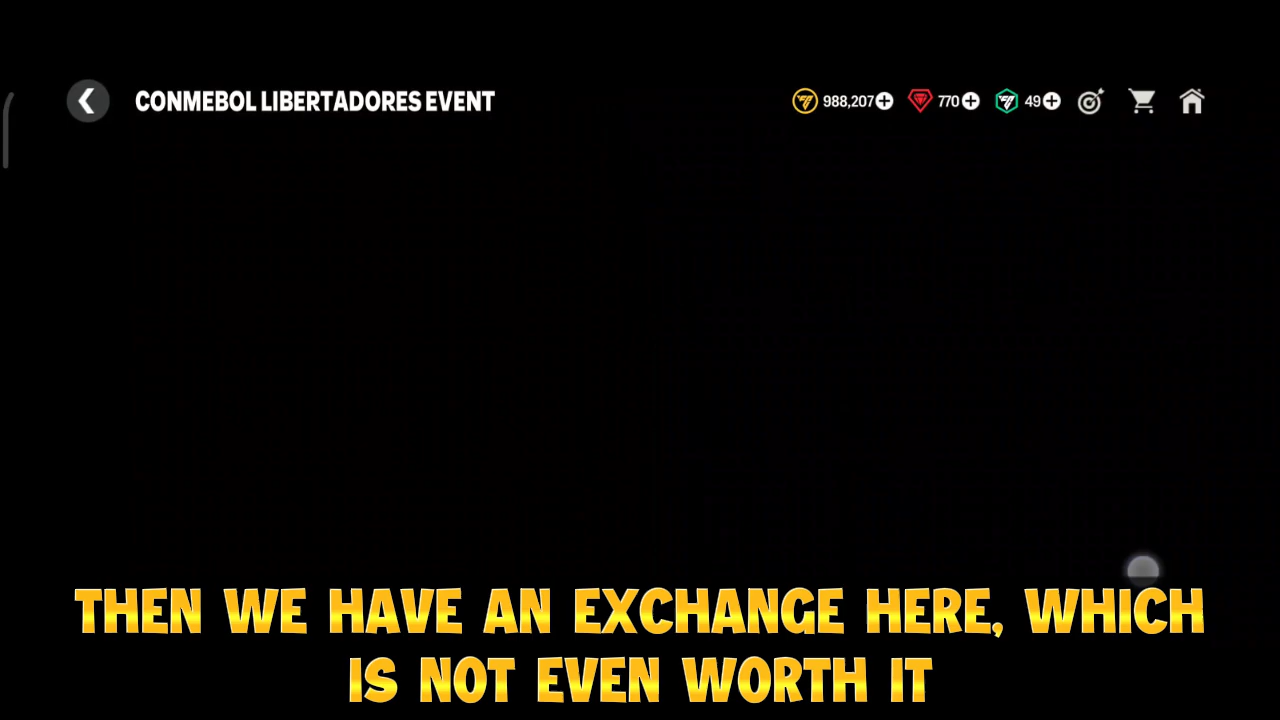 CONMEBOL LIBERTADORES EVENT 988,207 770 49
THEN WE HAVE AN EXCHANGE HERE, WHICH
IS NOT EVEN WORTH IT